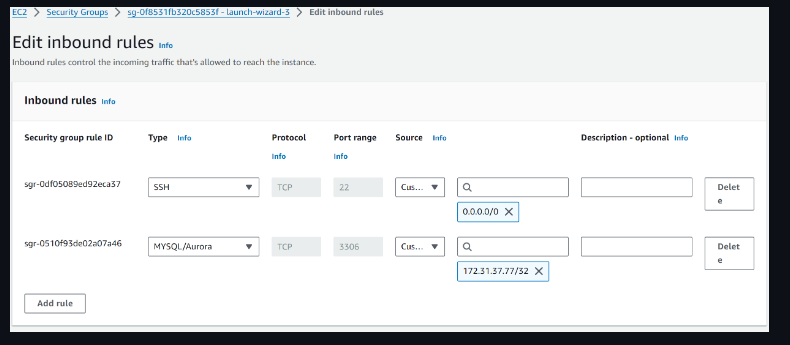 EC2 > Security Groups > sg-0f8531fb320c5853f - launch-wizard-3 > Edit inbound rules
Edit inbound rules Info
Inbound rules control the incoming traffic that's allowed to reach the instance.
Inbound rules Info
Security group rule ID Type Info Protocol Info Port range Info Source Info Description - optional Info
sgr-0df05089ed92eca37 SSH TCP 22 Cus... Delete
0.0.0.0/0
sgr-0510f93de02a07a46 MYSQL/Aurora TCP 3306 Cus... Delete
172.31.37.77/32
Add rule